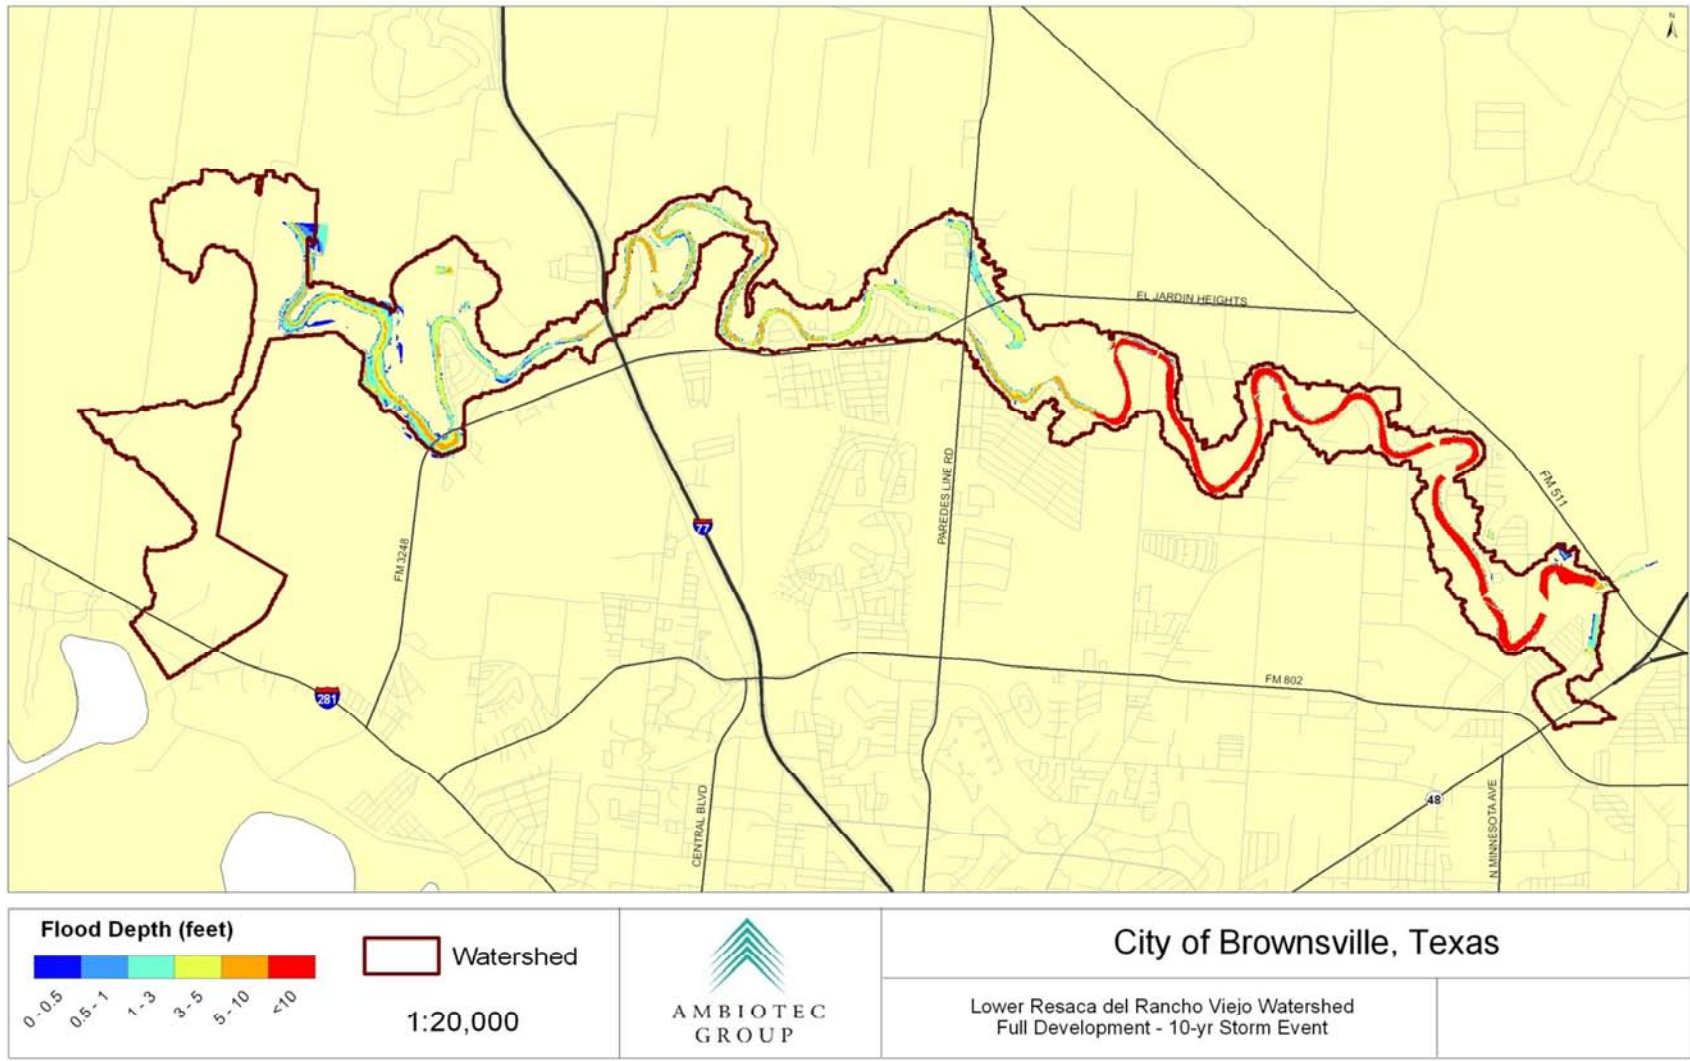 N
EL JARDIN HEIGHTS
FM 511
PAREDES LINE RD
77
FM 3248
FM 802
281
48
CENTRAL BLVD
N MINNESOTA AVE
Flood Depth (feet)
0 - 0.5
0.5 - 1
1 - 3
3 - 5
5 - 10
<10
Watershed
1:20,000
AMBIOTEC
GROUP
City of Brownsville, Texas
Lower Resaca del Rancho Viejo Watershed
Full Development - 10-yr Storm Event